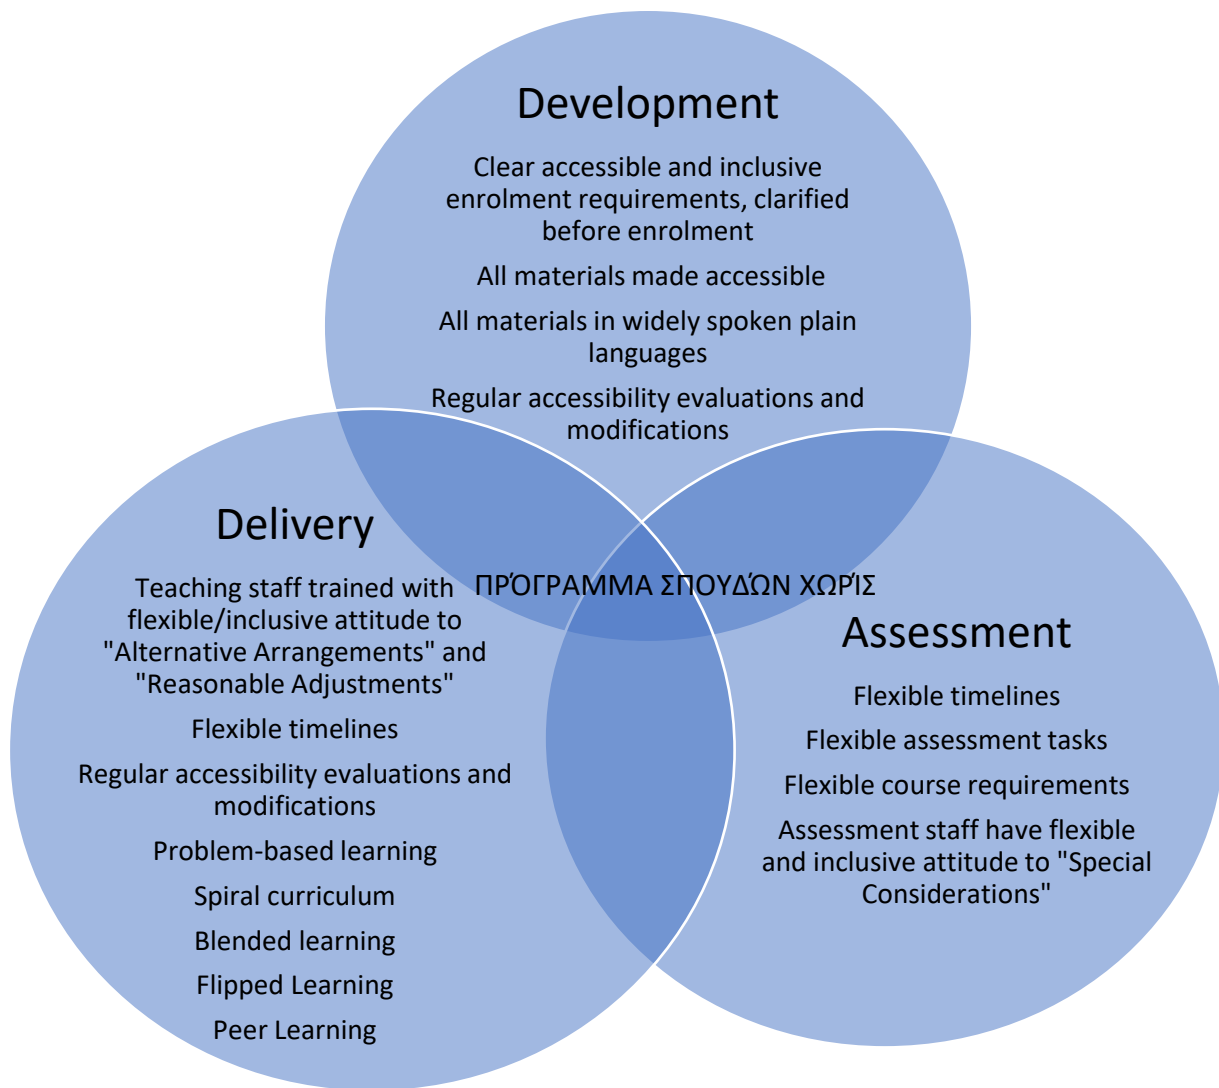 Development
Clear accessible and inclusive
enrolment requirements, clarified
before enrolment
All materials made accessible
All materials in widely spoken plain
languages
Regular accessibility evaluations and
modifications
Delivery
Teaching staff trained with
flexible/inclusive attitude to
"Alternative Arrangements" and
"Reasonable Adjustments"
Flexible timelines
Regular accessibility evaluations and
modifications
Problem-based learning
Spiral curriculum
Blended learning
Flipped Learning
Peer Learning
ΠΡΌΓΡΑΜΜΑ ΣΠΟΥΔΏΝ ΧΩΡΊΣ
Assessment
Flexible timelines
Flexible assessment tasks
Flexible course requirements
Assessment staff have flexible
and inclusive attitude to "Special
Considerations"